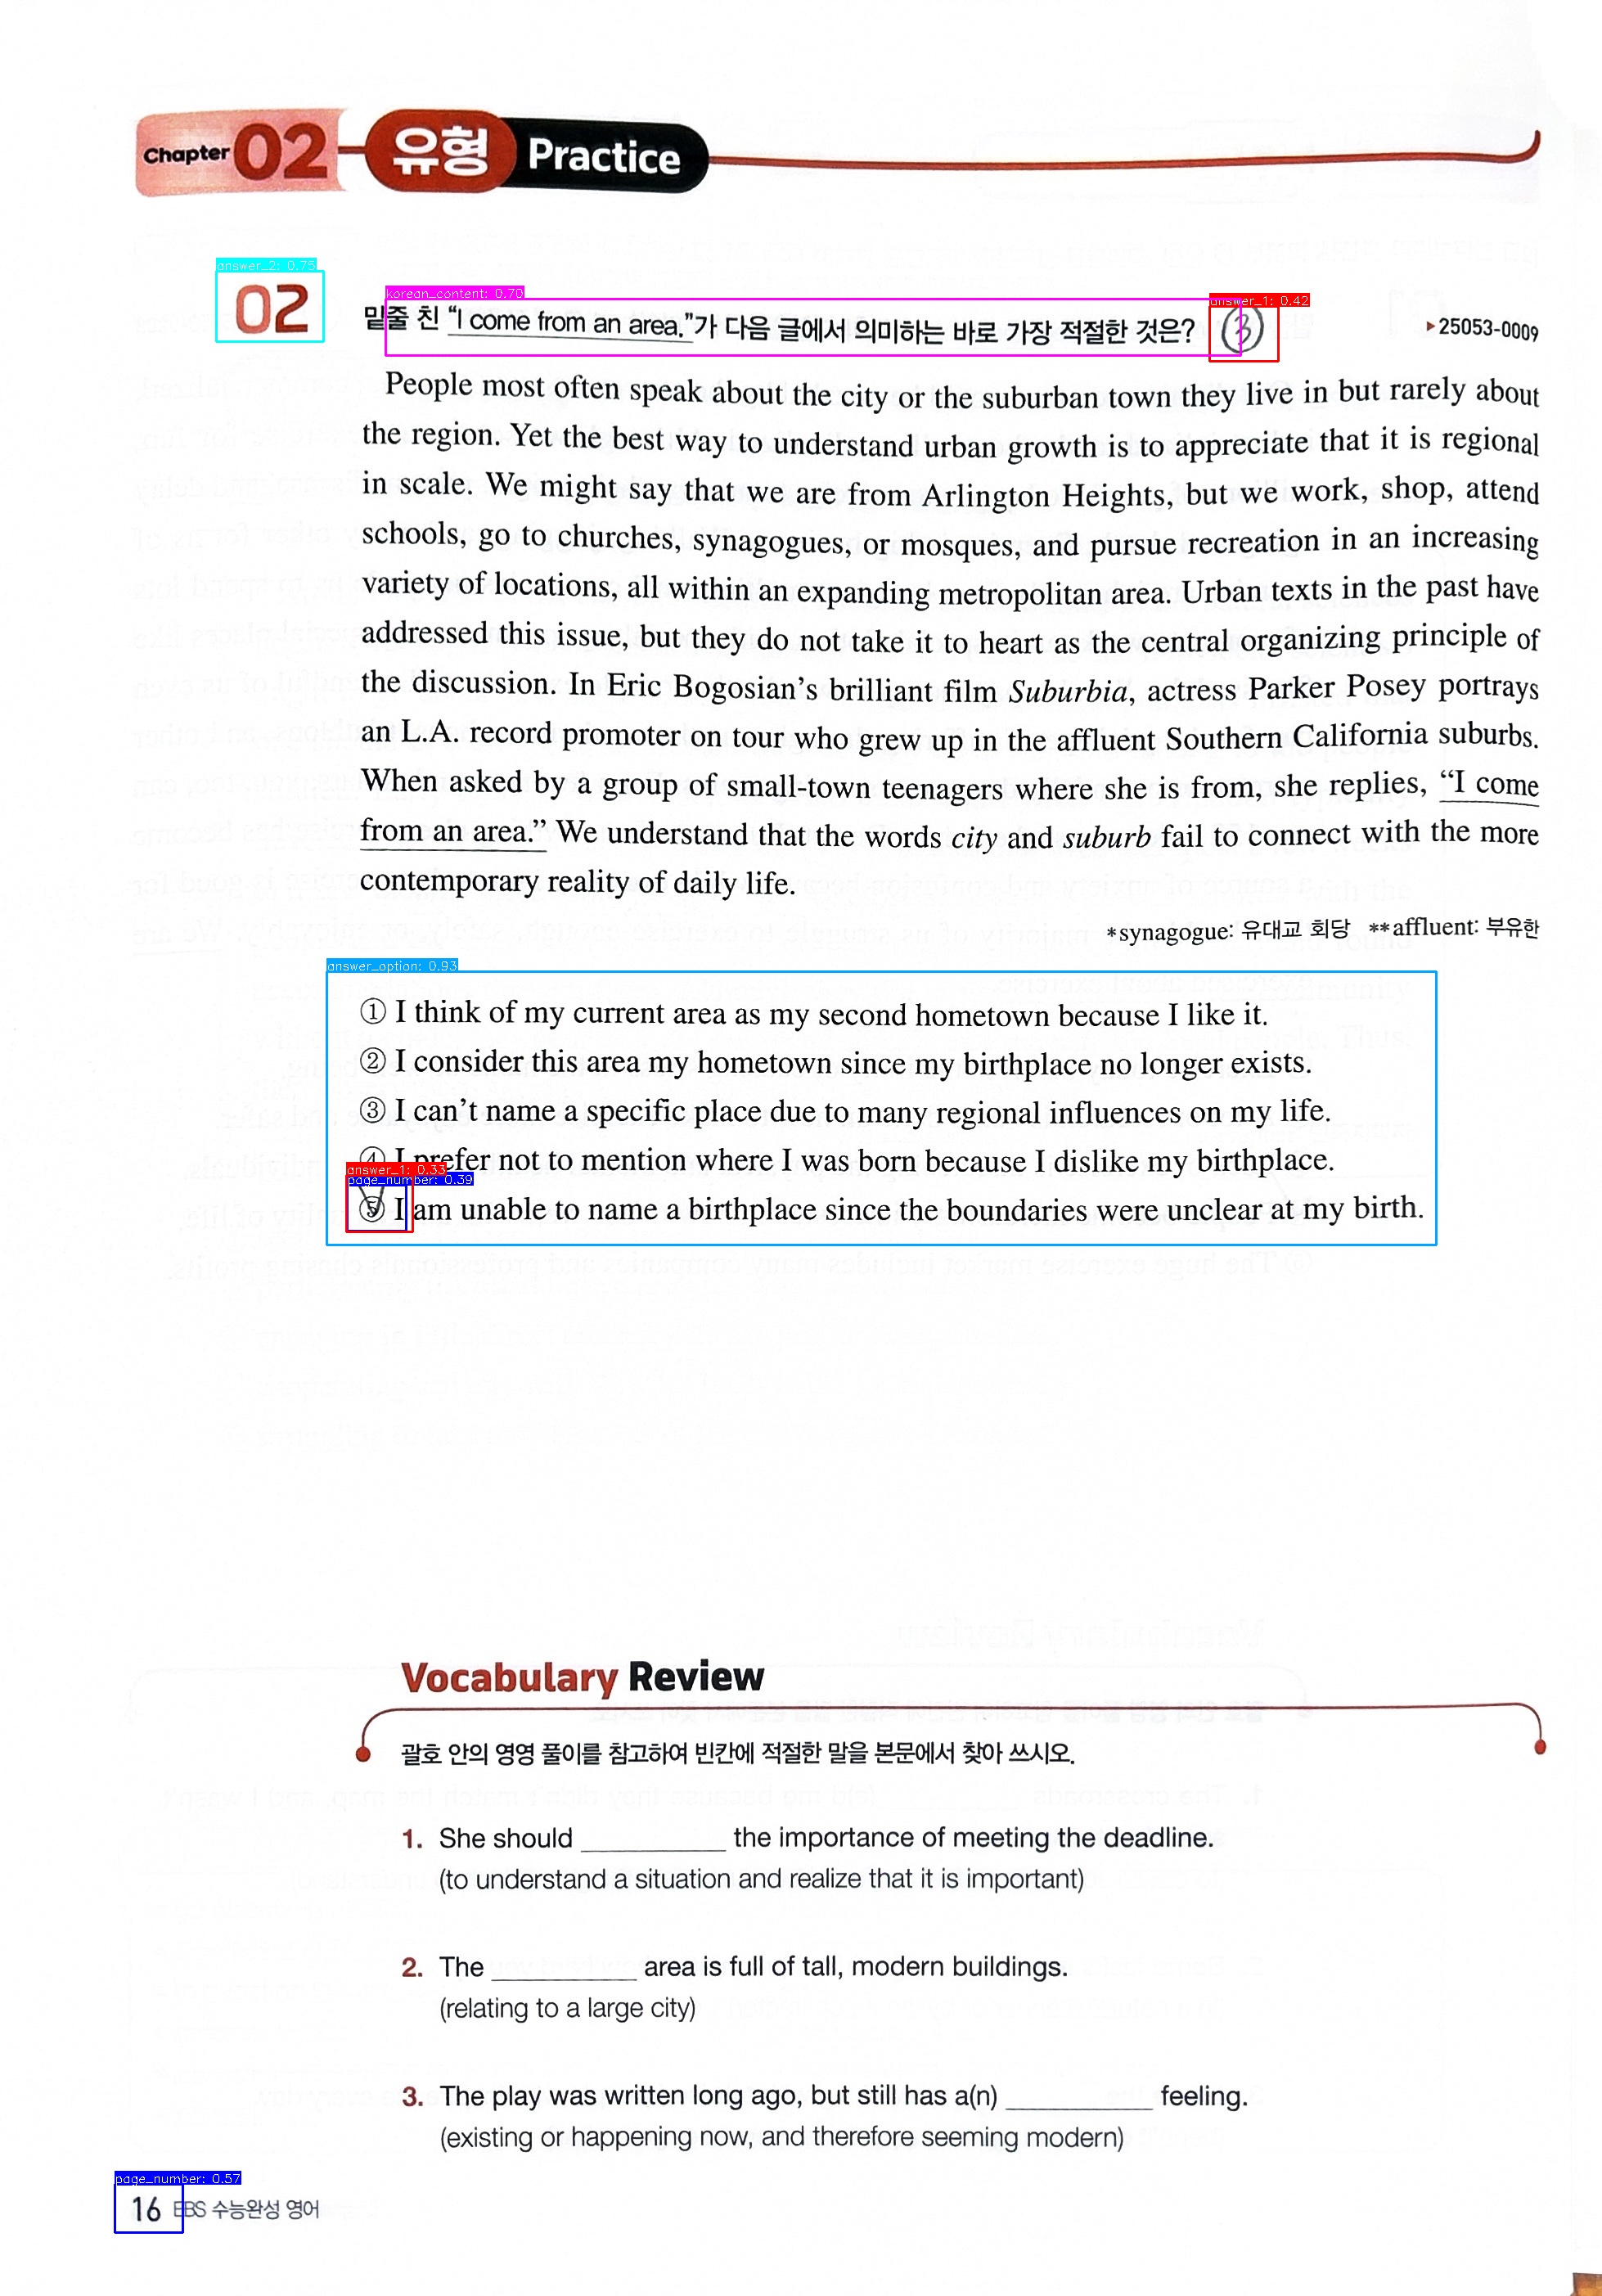 Chapter 02 유형 Practice
answer_2: 0.75
02
korean_content: 0.70
answer_1: 0.42
밑줄 친 “I come from an area.”가 다음 글에서 의미하는 바로 가장 적절한 것은? ③
▶25053-0009
People most often speak about the city or the suburban town they live in but rarely about
the region. Yet the best way to understand urban growth is to appreciate that it is regional
in scale. We might say that we are from Arlington Heights, but we work, shop, attend
schools, go to churches, synagogues, or mosques, and pursue recreation in an increasing
variety of locations, all within an expanding metropolitan area. Urban texts in the past have
addressed this issue, but they do not take it to heart as the central organizing principle of
the discussion. In Eric Bogosian’s brilliant film Suburbia, actress Parker Posey portrays
an L.A. record promoter on tour who grew up in the affluent Southern California suburbs.
When asked by a group of small-town teenagers where she is from, she replies, “I come
from an area.” We understand that the words city and suburb fail to connect with the more
contemporary reality of daily life.
*synagogue: 유대교 회당 **affluent: 부유한
answer_option: 0.93
① I think of my current area as my second hometown because I like it.
② I consider this area my hometown since my birthplace no longer exists.
③ I can’t name a specific place due to many regional influences on my life.
④ I prefer not to mention where I was born because I dislike my birthplace.
answer_1: 0.33
page_number: 0.39
⑤ I am unable to name a birthplace since the boundaries were unclear at my birth.
Vocabulary Review
괄호 안의 영영 풀이를 참고하여 빈칸에 적절한 말을 본문에서 찾아 쓰시오.
1. She should __________ the importance of meeting the deadline.
(to understand a situation and realize that it is important)
2. The __________ area is full of tall, modern buildings.
(relating to a large city)
3. The play was written long ago, but still has a(n) __________ feeling.
(existing or happening now, and therefore seeming modern)
page_number: 0.57
16 EBS 수능완성 영어